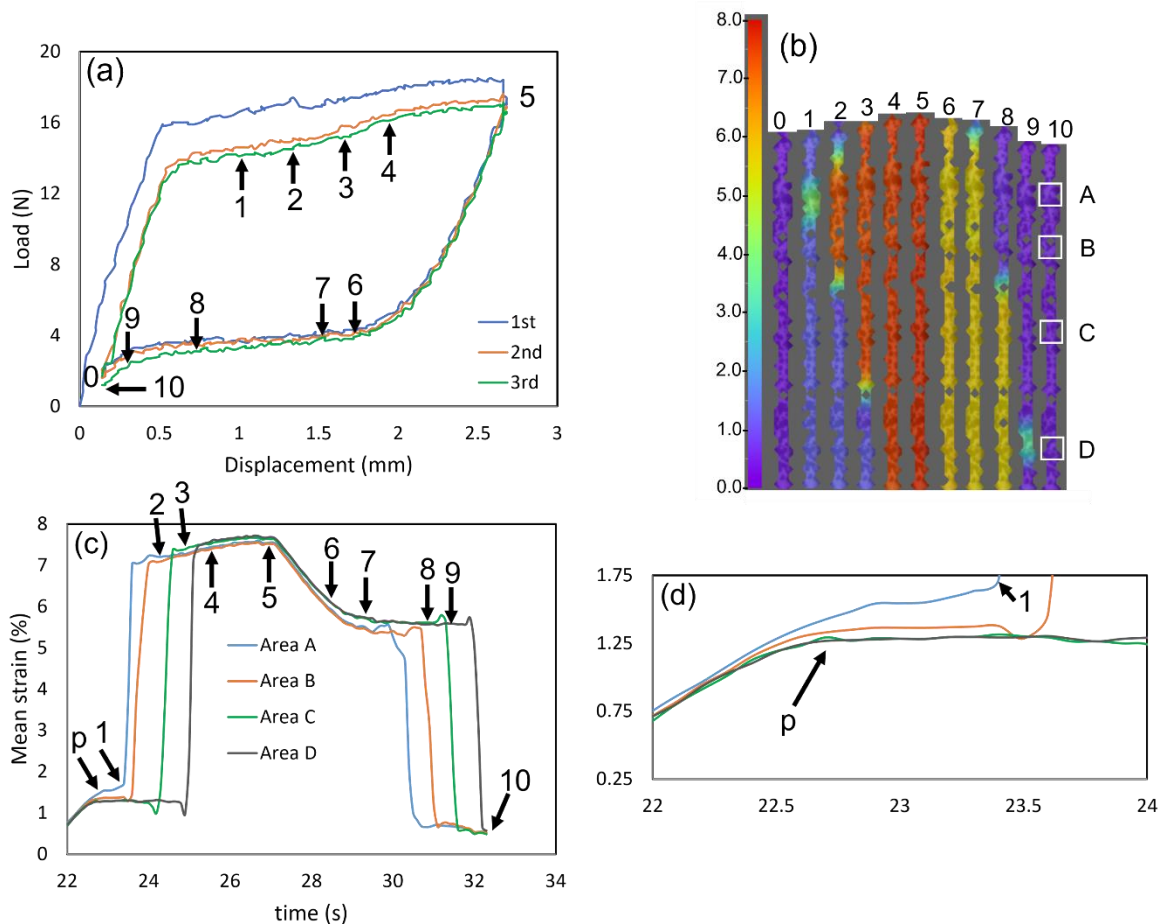 (a)
20
16
12
8
4
0
Load (N)
0 0.5 1 1.5 2 2.5 3
Displacement (mm)
5
1 2 3 4
9 8 7 6
0
10
1st
2nd
3rd
(b)
8.0
7.0
6.0
5.0
4.0
3.0
2.0
1.0
0.0
0 1 2 3 4 5 6 7 8 9 10
A
B
C
D
(c)
8
7
6
5
4
3
2
1
0
Mean strain (%)
22 24 26 28 30 32 34
time (s)
2 3
4 5 6 7 8 9
p 1
10
Area A
Area B
Area C
Area D
(d)
1.75
1.25
0.75
0.25
22 22.5 23 23.5 24
1
p